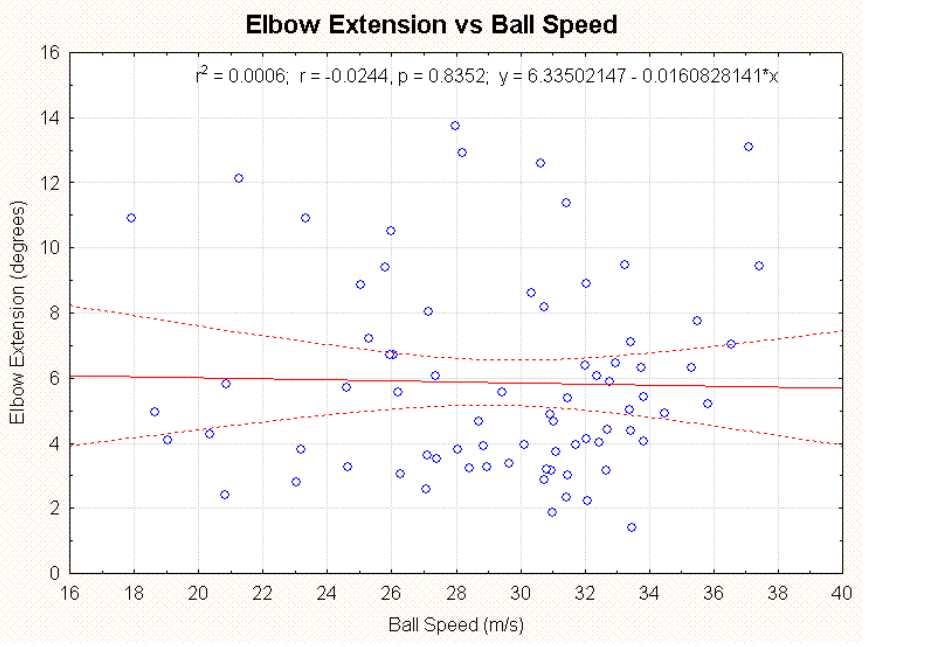 Elbow Extension vs Ball Speed
r² = 0.0006; r = -0.0244, p = 0.8352; y = 6.33502147 - 0.0160828141*x
16
14
12
10
8
6
4
2
0
Elbow Extension (degrees)
16 18 20 22 24 26 28 30 32 34 36 38 40
Ball Speed (m/s)